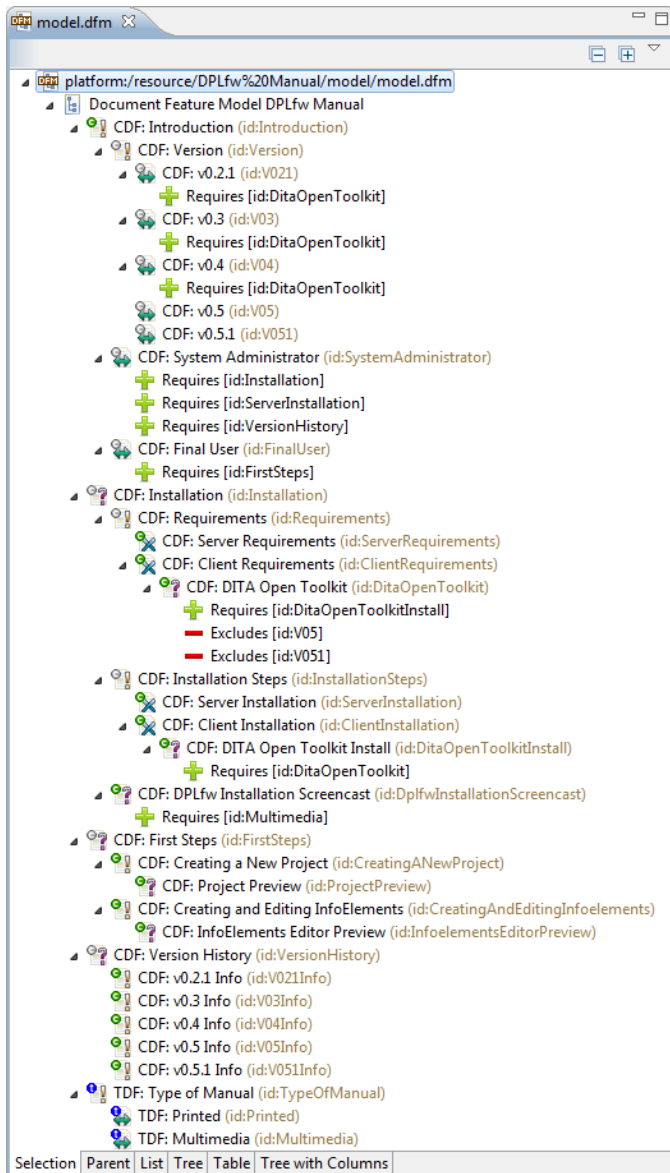 model.dfm
platform:/resource/DPLfw%20Manual/model/model.dfm
Document Feature Model DPLfw Manual
CDF: Introduction (id:Introduction)
CDF: Version (id:Version)
CDF: v0.2.1 (id:V021)
Requires [id:DitaOpenToolkit]
CDF: v0.3 (id:V03)
Requires [id:DitaOpenToolkit]
CDF: v0.4 (id:V04)
Requires [id:DitaOpenToolkit]
CDF: v0.5 (id:V05)
CDF: v0.5.1 (id:V051)
CDF: System Administrator (id:SystemAdministrator)
Requires [id:Installation]
Requires [id:ServerInstallation]
Requires [id:VersionHistory]
CDF: Final User (id:FinalUser)
Requires [id:FirstSteps]
CDF: Installation (id:Installation)
CDF: Requirements (id:Requirements)
CDF: Server Requirements (id:ServerRequirements)
CDF: Client Requirements (id:ClientRequirements)
CDF: DITA Open Toolkit (id:DitaOpenToolkit)
Requires [id:DitaOpenToolkitInstall]
Excludes [id:V05]
Excludes [id:V051]
CDF: Installation Steps (id:InstallationSteps)
CDF: Server Installation (id:ServerInstallation)
CDF: Client Installation (id:ClientInstallation)
CDF: DITA Open Toolkit Install (id:DitaOpenToolkitInstall)
Requires [id:DitaOpenToolkit]
CDF: DPLfw Installation Screencast (id:DplfwInstallationScreencast)
Requires [id:Multimedia]
CDF: First Steps (id:FirstSteps)
CDF: Creating a New Project (id:CreatingANewProject)
CDF: Project Preview (id:ProjectPreview)
CDF: Creating and Editing InfoElements (id:CreatingAndEditingInfoelements)
CDF: InfoElements Editor Preview (id:InfoelementsEditorPreview)
CDF: Version History (id:VersionHistory)
CDF: v0.2.1 Info (id:V021Info)
CDF: v0.3 Info (id:V03Info)
CDF: v0.4 Info (id:V04Info)
CDF: v0.5 Info (id:V05Info)
CDF: v0.5.1 Info (id:V051Info)
TDF: Type of Manual (id:TypeOfManual)
TDF: Printed (id:Printed)
TDF: Multimedia (id:Multimedia)
Selection Parent List Tree Table Tree with Columns